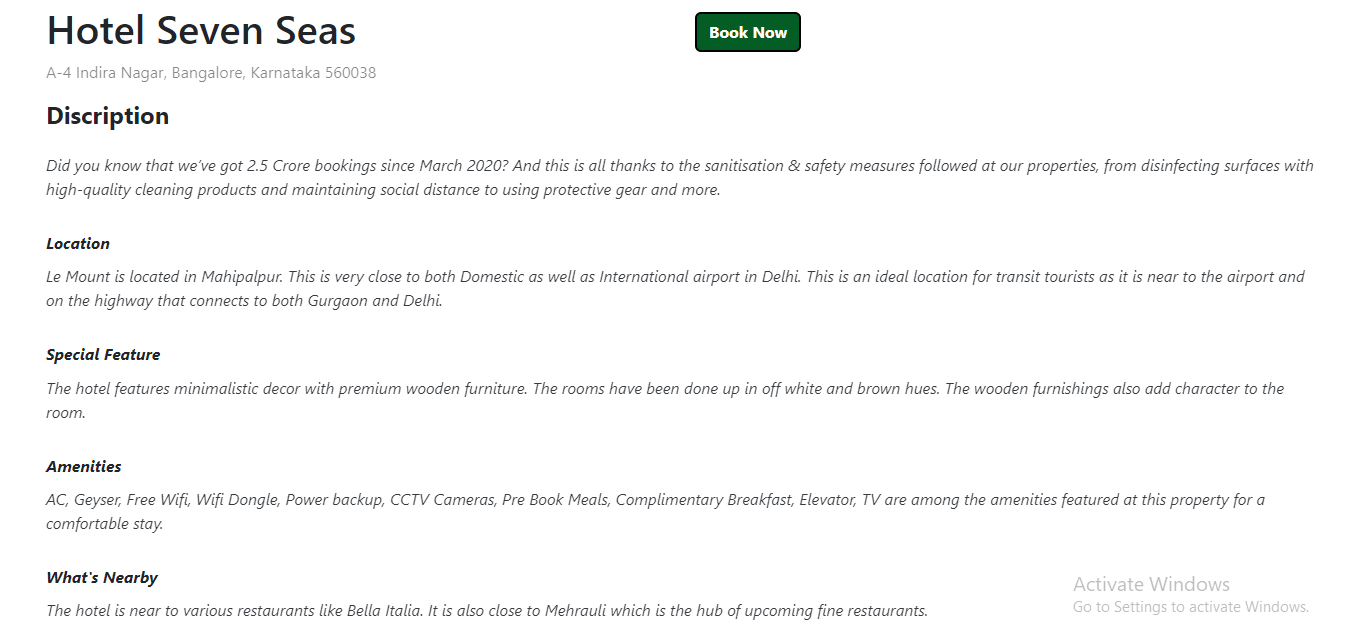 Hotel Seven Seas
Book Now
A-4 Indira Nagar, Bangalore, Karnataka 560038
Discription
Did you know that we've got 2.5 Crore bookings since March 2020? And this is all thanks to the sanitisation & safety measures followed at our properties, from disinfecting surfaces with
high-quality cleaning products and maintaining social distance to using protective gear and more.
Location
Le Mount is located in Mahipalpur. This is very close to both Domestic as well as International airport in Delhi. This is an ideal location for transit tourists as it is near to the airport and
on the highway that connects to both Gurgaon and Delhi.
Special Feature
The hotel features minimalistic decor with premium wooden furniture. The rooms have been done up in off white and brown hues. The wooden furnishings also add character to the
room.
Amenities
AC, Geyser, Free Wifi, Wifi Dongle, Power backup, CCTV Cameras, Pre Book Meals, Complimentary Breakfast, Elevator, TV are among the amenities featured at this property for a
comfortable stay.
What's Nearby
The hotel is near to various restaurants like Bella Italia. It is also close to Mehrauli which is the hub of upcoming fine restaurants.
Activate Windows
Go to Settings to activate Windows.